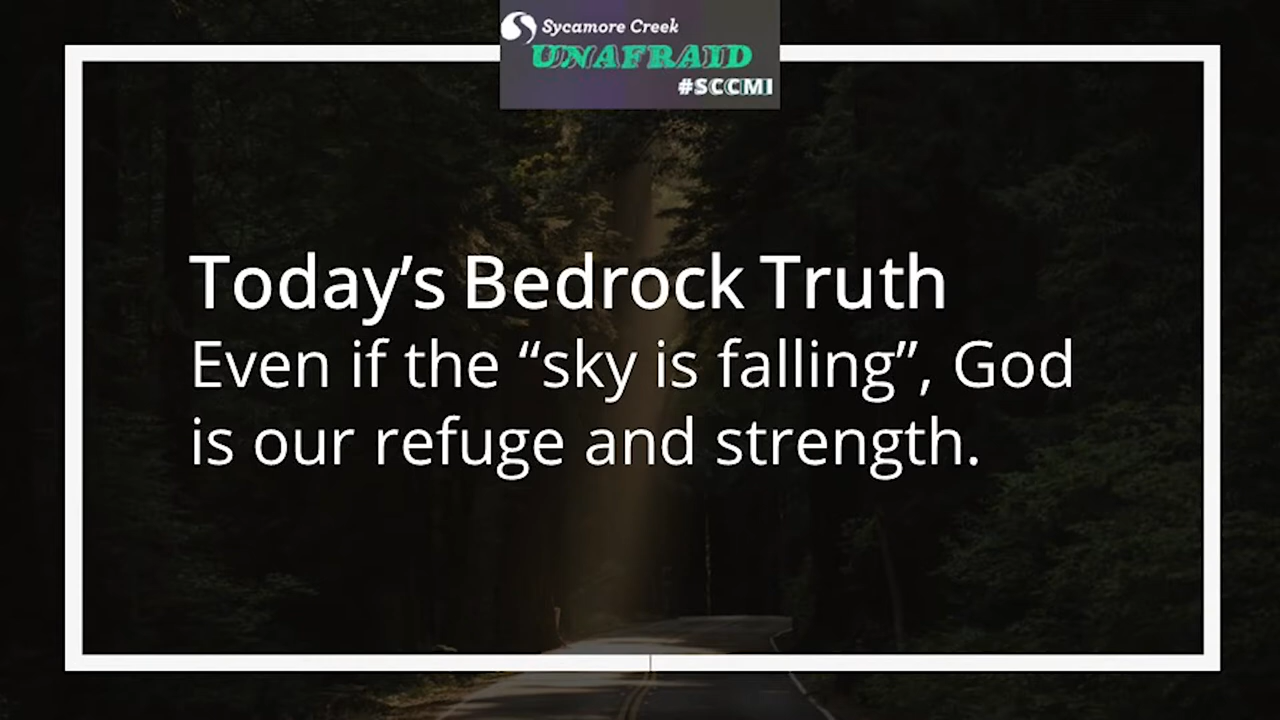 Sycamore Creek
UNAFRAID
#SCCMI
Today’s Bedrock Truth
Even if the “sky is falling”, God
is our refuge and strength.